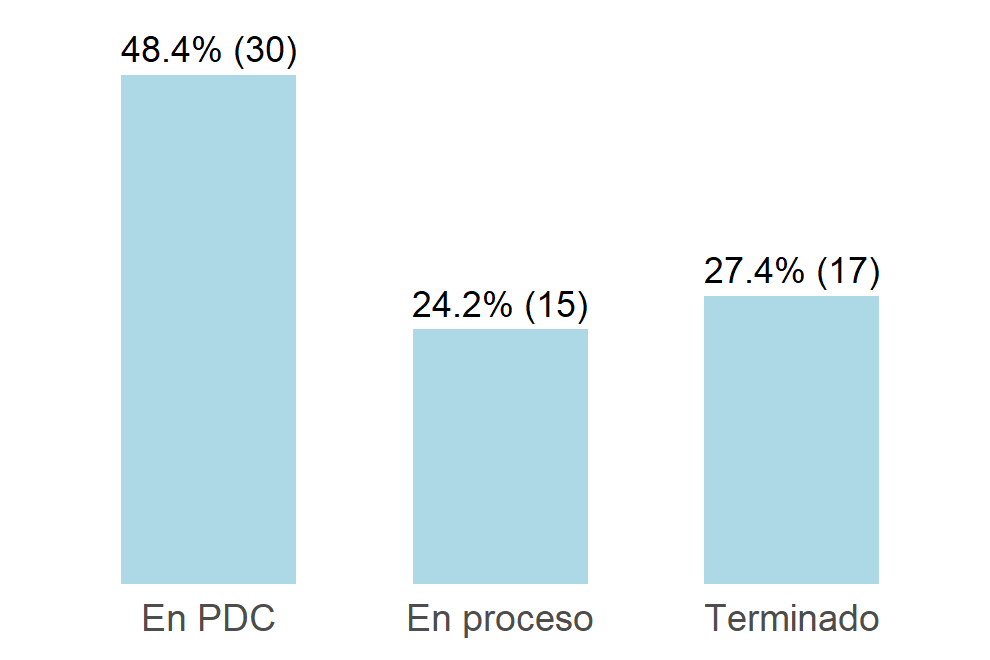 48.4% (30)
27.4% (17)
24.2% (15)
En PDC
En proceso
Terminado